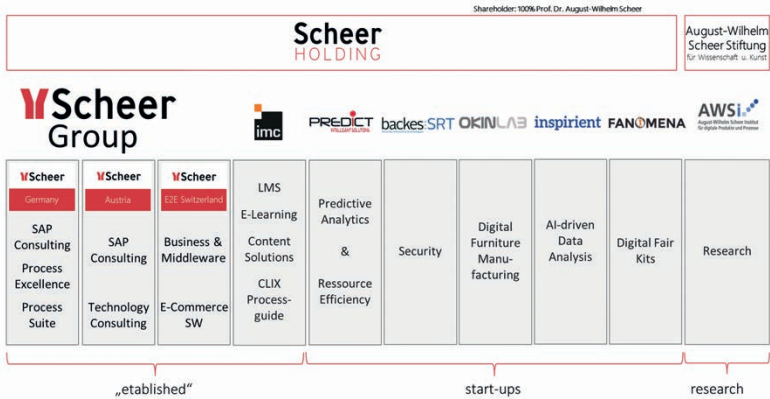 Shareholder: 100% Prof. Dr. August-Wilhelm Scheer
Scheer
HOLDING
August-Wilhelm
Scheer Stiftung
für Wissenschaft u. Kunst
Scheer
Group
imc
PREDICT
INTELLIGENT SOLUTIONS
backes:SRT
OKINLAB
inspirient
FANOMENA
AWSi
August-Wilhelm Scheer Institut
für digitale Produkte und Prozesse
Scheer
Germany
SAP
Consulting
Process
Excellence
Process
Suite
Scheer
Austria
SAP
Consulting
Technology
Consulting
Scheer
E2E Switzerland
Business &
Middleware
E-Commerce
SW
LMS
E-Learning
Content
Solutions
CLIX
Process-
guide
Predictive
Analytics
&
Ressource
Efficiency
Security
Digital
Furniture
Manu-
facturing
AI-driven
Data
Analysis
Digital Fair
Kits
Research
„etablished“
start-ups
research